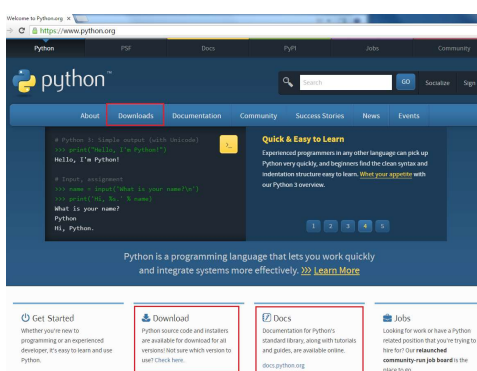 Welcome to Python.org ×
https://www.python.org
Python PSF Docs PyPI Jobs Community
python™
Search GO Socialize Sign
About Downloads Documentation Community Success Stories News Events
# Python 3: Simple output (with Unicode)
>>> print("Hello, I'm Python!")
Hello, I'm Python!
# Input, assignment
>>> name = input('What is your name?\n')
>>> print('Hi, %s.' % name)
What is your name?
Python
Hi, Python.
>_
Quick & Easy to Learn
Experienced programmers in any other language can pick up
Python very quickly, and beginners find the clean syntax and
indentation structure easy to learn. Whet your appetite with
our Python 3 overview.
1 2 3 4 5
Python is a programming language that lets you work quickly
and integrate systems more effectively. >>> Learn More
Get Started
Whether you're new to
programming or an experienced
developer, it's easy to learn and use
Python.
Download
Python source code and installers
are available for download for all
versions! Not sure which version to
use? Check here.
Docs
Documentation for Python's
standard library, along with tutorials
and guides, are available online.
docs.python.org
Jobs
Looking for work or have a Python
related position that you're trying to
hire for? Our relaunched
community-run job board is the
place to go.